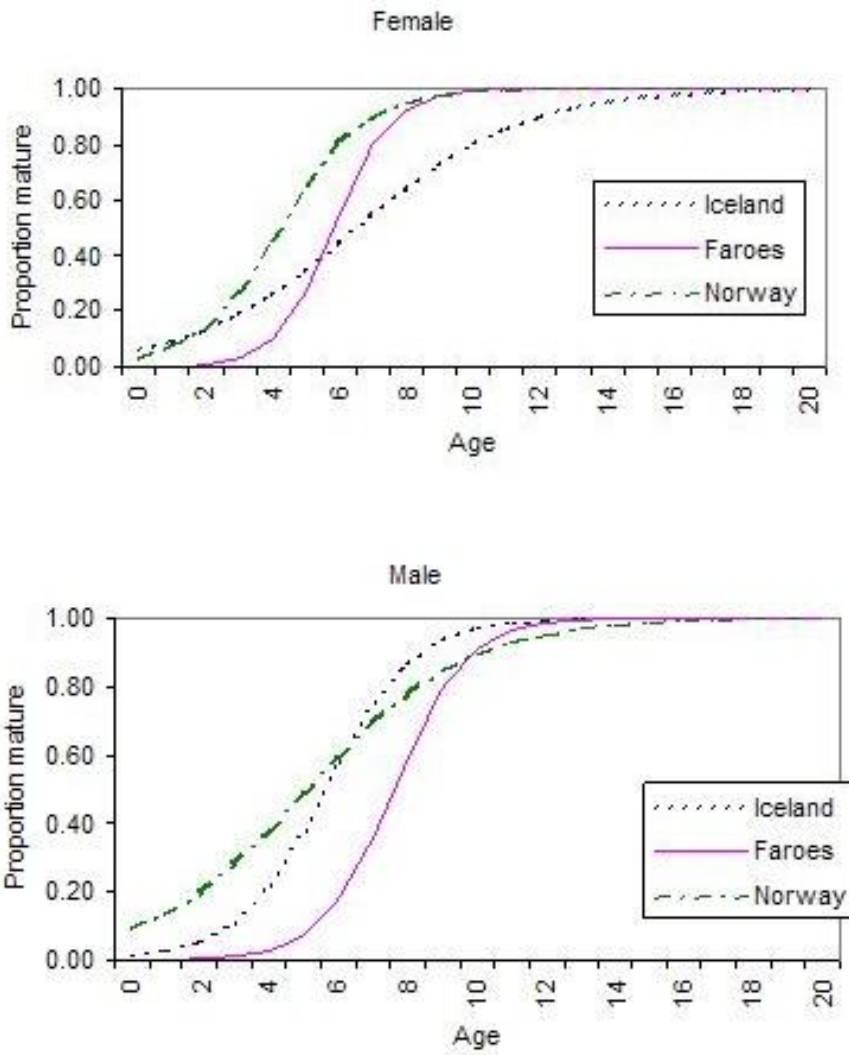 Female
1.00
0.80
0.60
0.40
0.20
0.00
Proportion mature
Iceland
Faroes
Norway
0 2 4 6 8 10 12 14 16 18 20
Age
Male
1.00
0.80
0.60
0.40
0.20
0.00
Proportion mature
Iceland
Faroes
Norway
0 2 4 6 8 10 12 14 16 18 20
Age